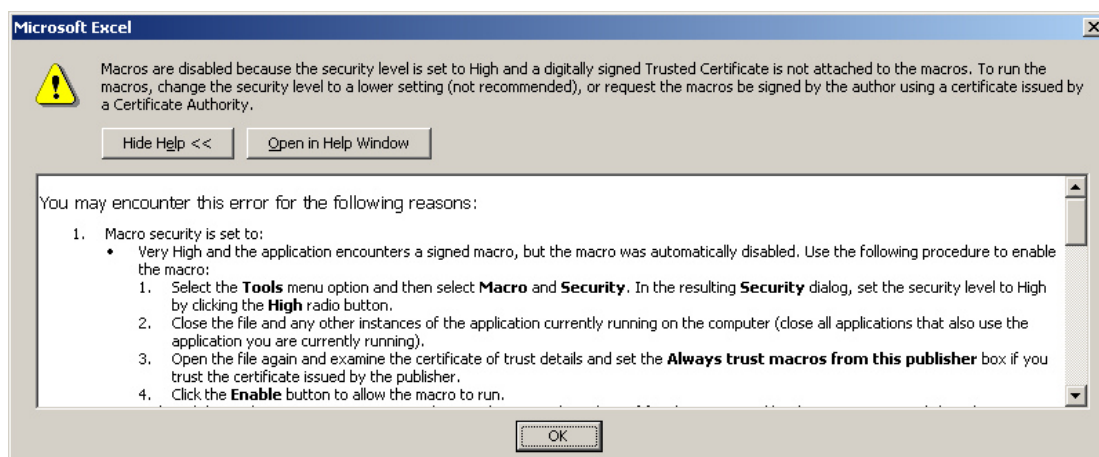 Microsoft Excel
Macros are disabled because the security level is set to High and a digitally signed Trusted Certificate is not attached to the macros. To run the
macros, change the security level to a lower setting (not recommended), or request the macros be signed by the author using a certificate issued by
a Certificate Authority.
Hide Help << Open in Help Window
You may encounter this error for the following reasons:
1. Macro security is set to:
• Very High and the application encounters a signed macro, but the macro was automatically disabled. Use the following procedure to enable
the macro:
1. Select the Tools menu option and then select Macro and Security. In the resulting Security dialog, set the security level to High
by clicking the High radio button.
2. Close the file and any other instances of the application currently running on the computer (close all applications that also use the
application you are currently running).
3. Open the file again and examine the certificate of trust details and set the Always trust macros from this publisher box if you
trust the certificate issued by the publisher.
4. Click the Enable button to allow the macro to run.
OK